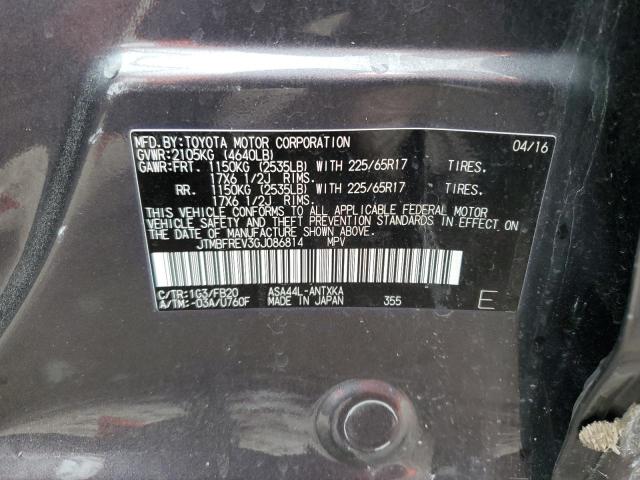 MFD.BY:TOYOTA MOTOR CORPORATION 04/16
GVWR:2105KG (4640LB)
GAWR:FRT. 1150KG (2535LB) WITH 225/65R17 TIRES.
17X6 1/2J RIMS.
RR. 1150KG (2535LB) WITH 225/65R17 TIRES.
17X6 1/2J RIMS.
THIS VEHICLE CONFORMS TO ALL APPLICABLE FEDERAL MOTOR
VEHICLE SAFETY AND THEFT PREVENTION STANDARDS IN EFFECT ON
THE DATE OF MANUFACTURE SHOWN ABOVE.
JTMBFREV3GJ086814 MPV
C/TR:1G3/FB20 ASA44L-ANTXKA
A/TM:-03A/U760F MADE IN JAPAN 355 E